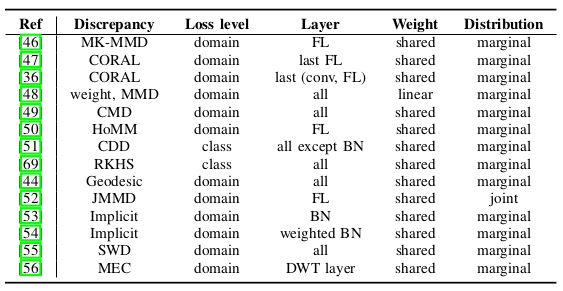 Ref Discrepancy Loss level Layer Weight Distribution
[46] MK-MMD domain FL shared marginal
[47] CORAL domain last FL shared marginal
[36] CORAL domain last (conv, FL) shared marginal
[48] weight, MMD domain all linear marginal
[49] CMD domain all shared marginal
[50] HoMM domain FL shared marginal
[51] CDD class all except BN shared marginal
[69] RKHS class all shared marginal
[44] Geodesic domain all shared marginal
[52] JMMD domain FL shared joint
[53] Implicit domain BN shared marginal
[54] Implicit domain weighted BN shared marginal
[55] SWD domain all shared marginal
[56] MEC domain DWT layer shared marginal